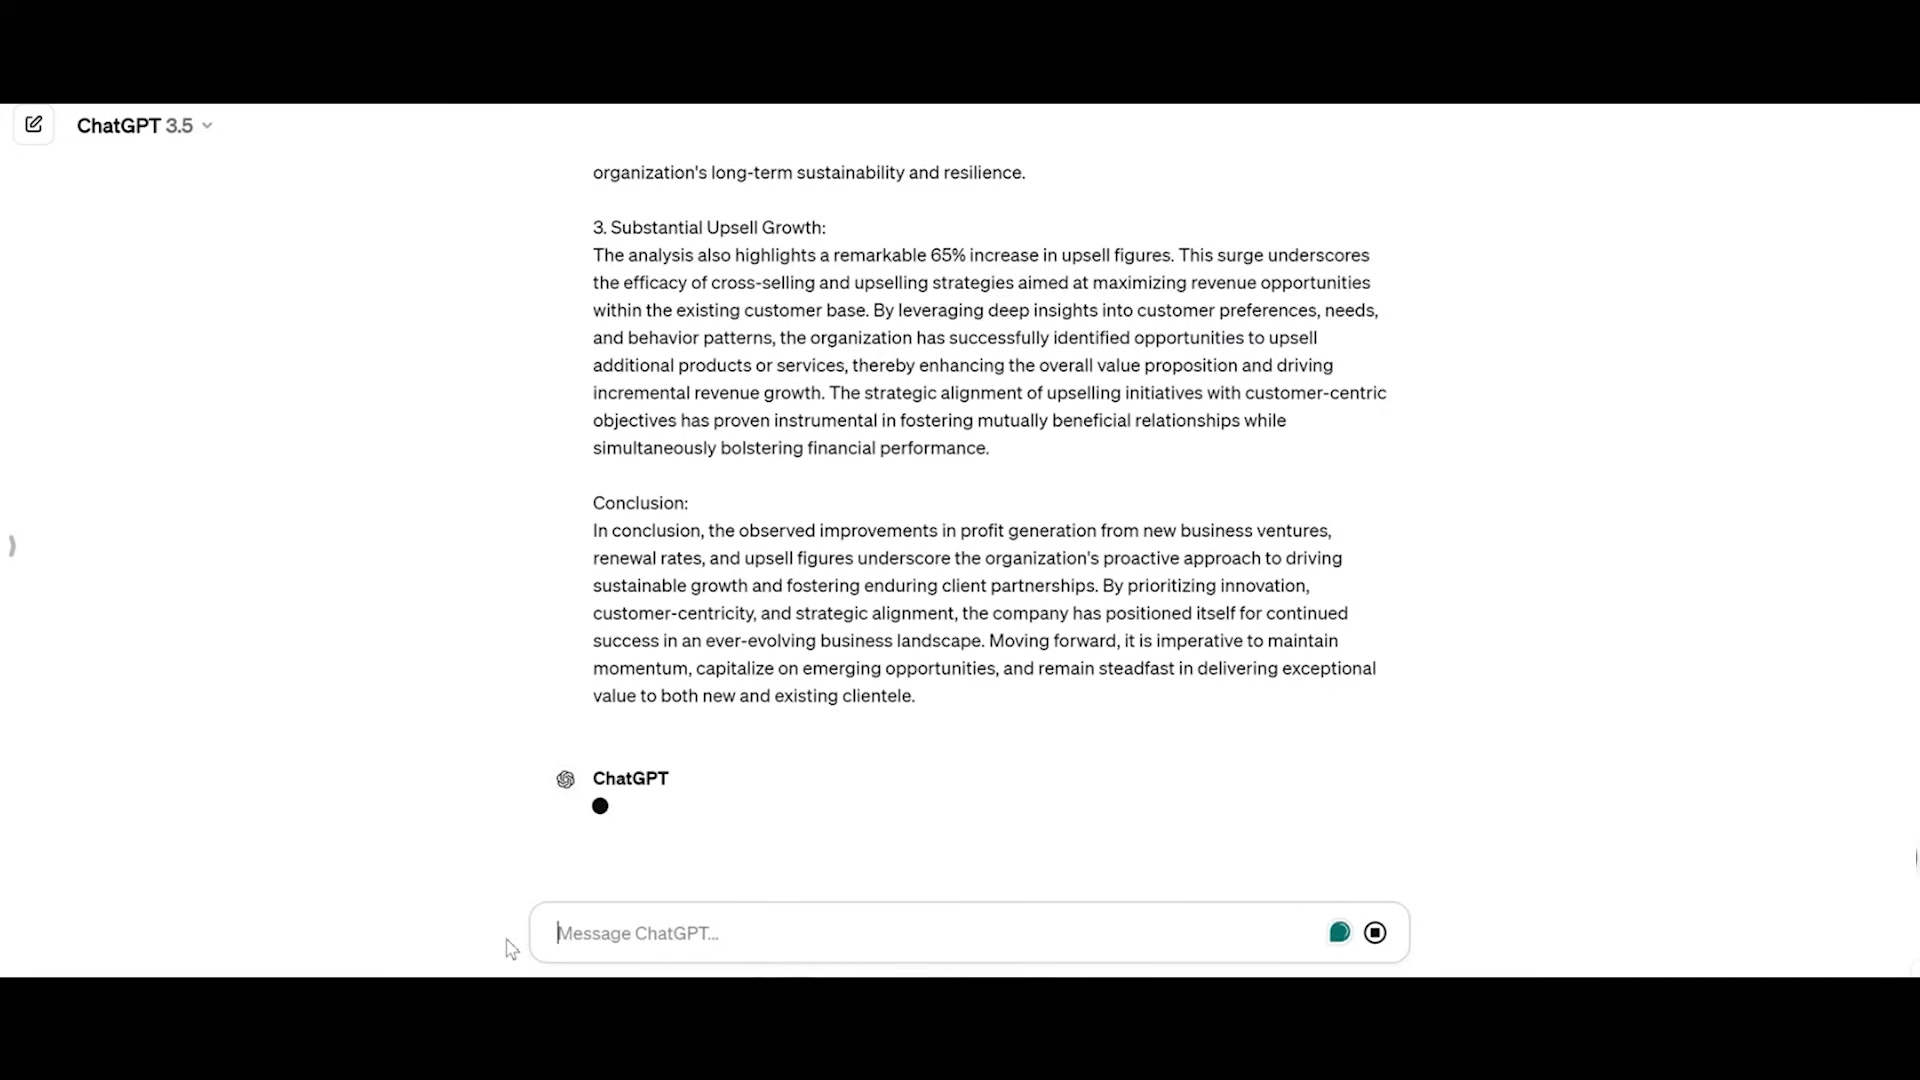 ChatGPT 3.5
organization's long-term sustainability and resilience.
3. Substantial Upsell Growth:
The analysis also highlights a remarkable 65% increase in upsell figures. This surge underscores
the efficacy of cross-selling and upselling strategies aimed at maximizing revenue opportunities
within the existing customer base. By leveraging deep insights into customer preferences, needs,
and behavior patterns, the organization has successfully identified opportunities to upsell
additional products or services, thereby enhancing the overall value proposition and driving
incremental revenue growth. The strategic alignment of upselling initiatives with customer-centric
objectives has proven instrumental in fostering mutually beneficial relationships while
simultaneously bolstering financial performance.
Conclusion:
In conclusion, the observed improvements in profit generation from new business ventures,
renewal rates, and upsell figures underscore the organization's proactive approach to driving
sustainable growth and fostering enduring client partnerships. By prioritizing innovation,
customer-centricity, and strategic alignment, the company has positioned itself for continued
success in an ever-evolving business landscape. Moving forward, it is imperative to maintain
momentum, capitalize on emerging opportunities, and remain steadfast in delivering exceptional
value to both new and existing clientele.
ChatGPT
Message ChatGPT...